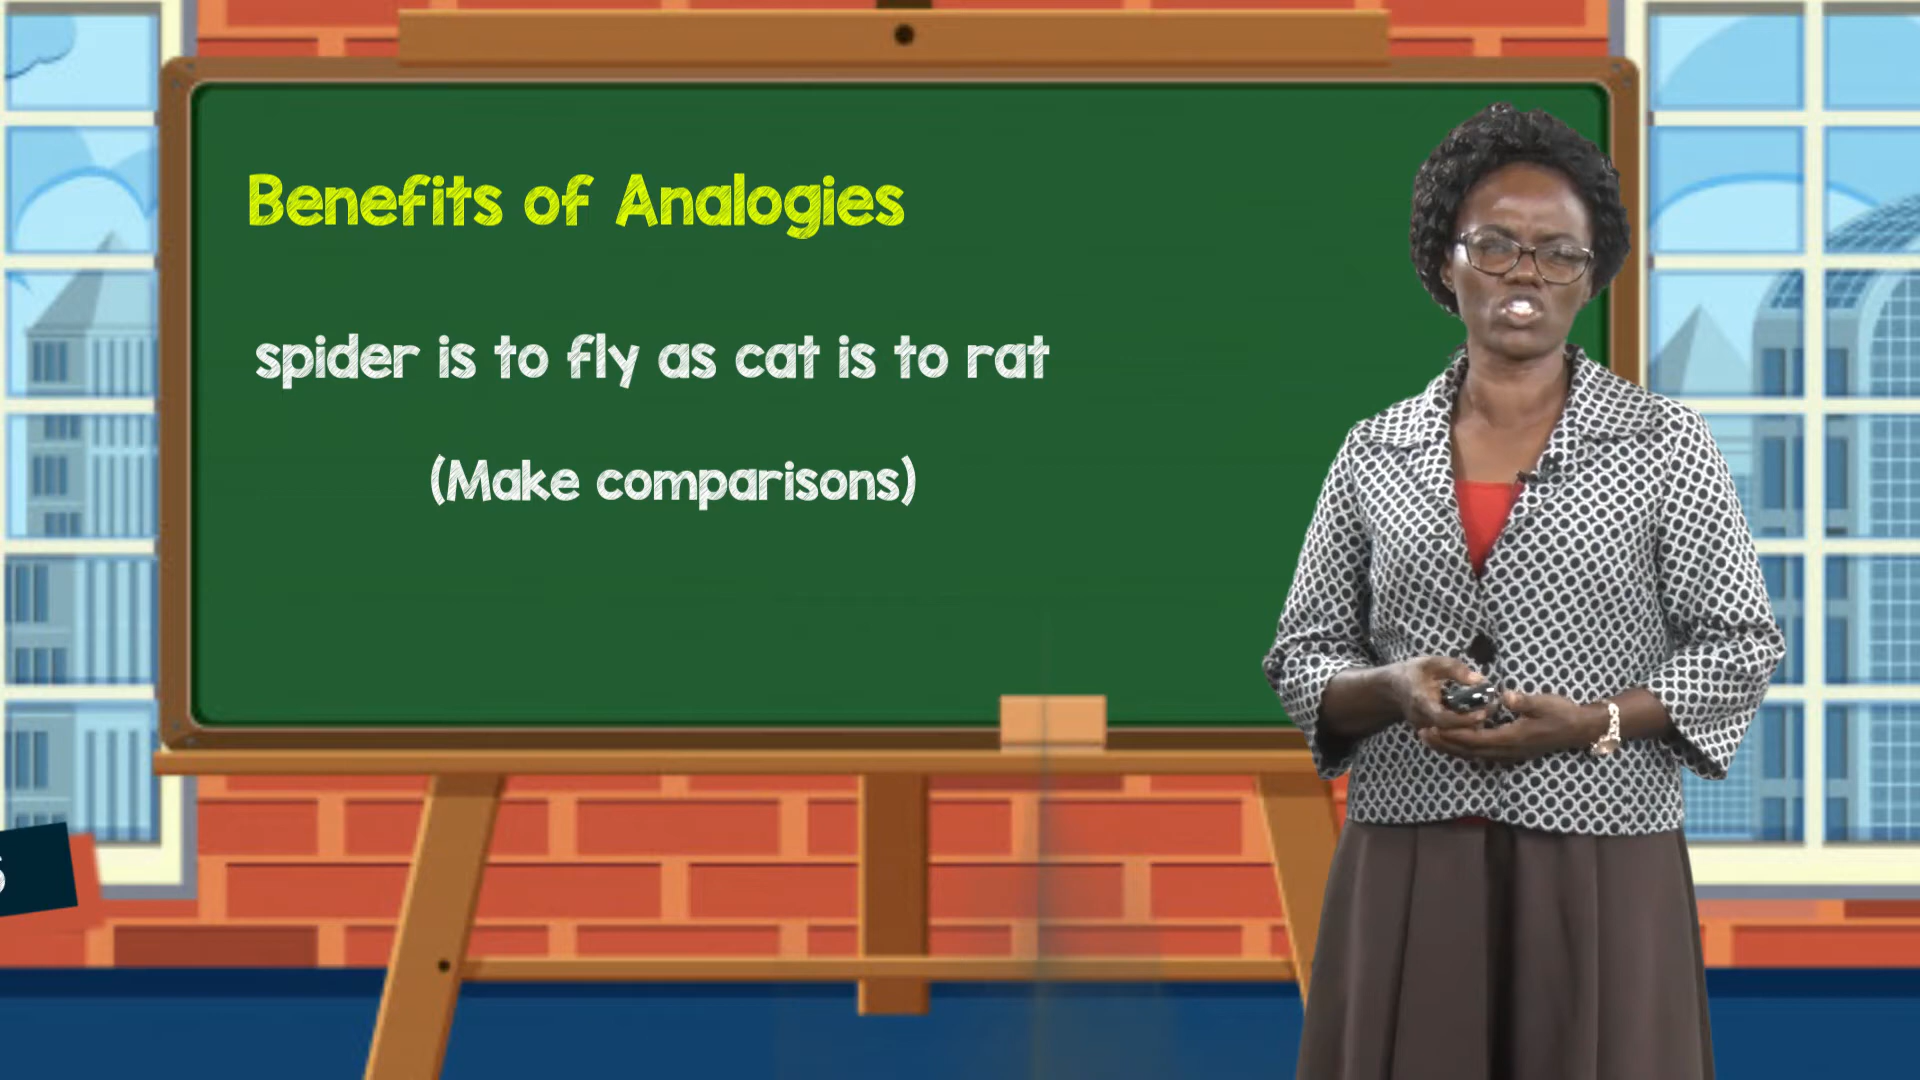 Benefits of Analogies
spider is to fly as cat is to rat
(Make comparisons)